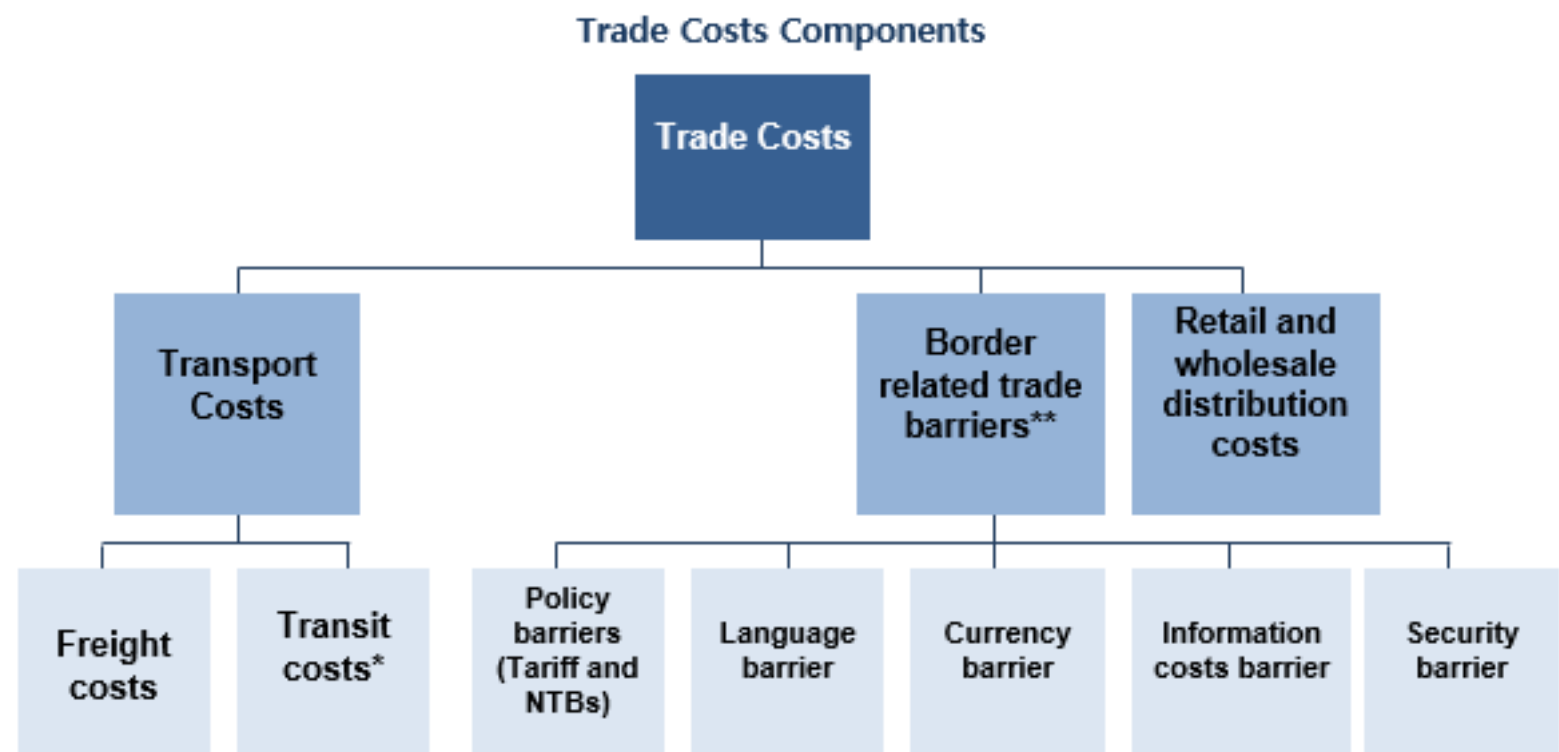 Trade Costs Components
Trade Costs
Transport
Costs
Border
related trade
barriers**
Retail and
wholesale
distribution
costs
Freight
costs
Transit
costs*
Policy
barriers
(Tariff and
NTBs)
Language
barrier
Currency
barrier
Information
costs barrier
Security
barrier